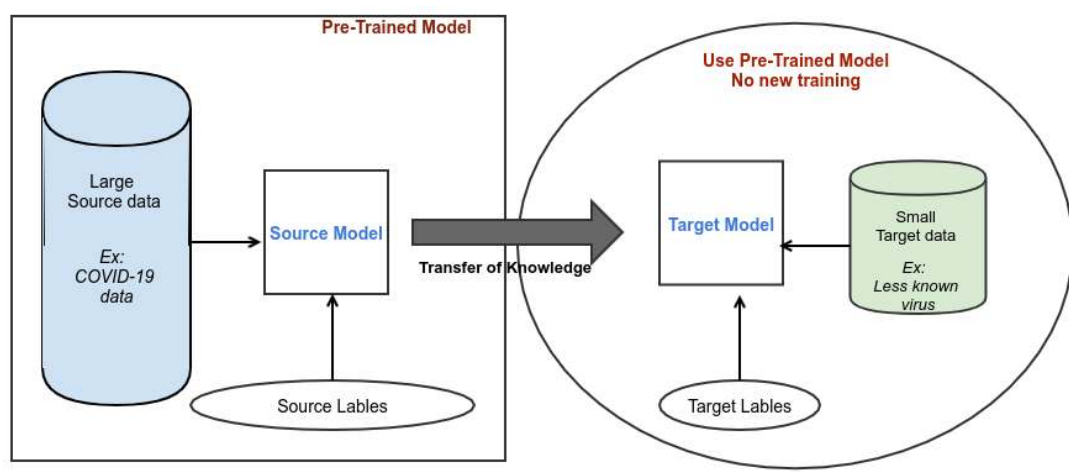 Pre-Trained Model
Large
Source data
Ex:
COVID-19
data
Source Model
Source Lables
Transfer of Knowledge
Use Pre-Trained Model
No new training
Target Model
Small
Target data
Ex:
Less known
virus
Target Lables